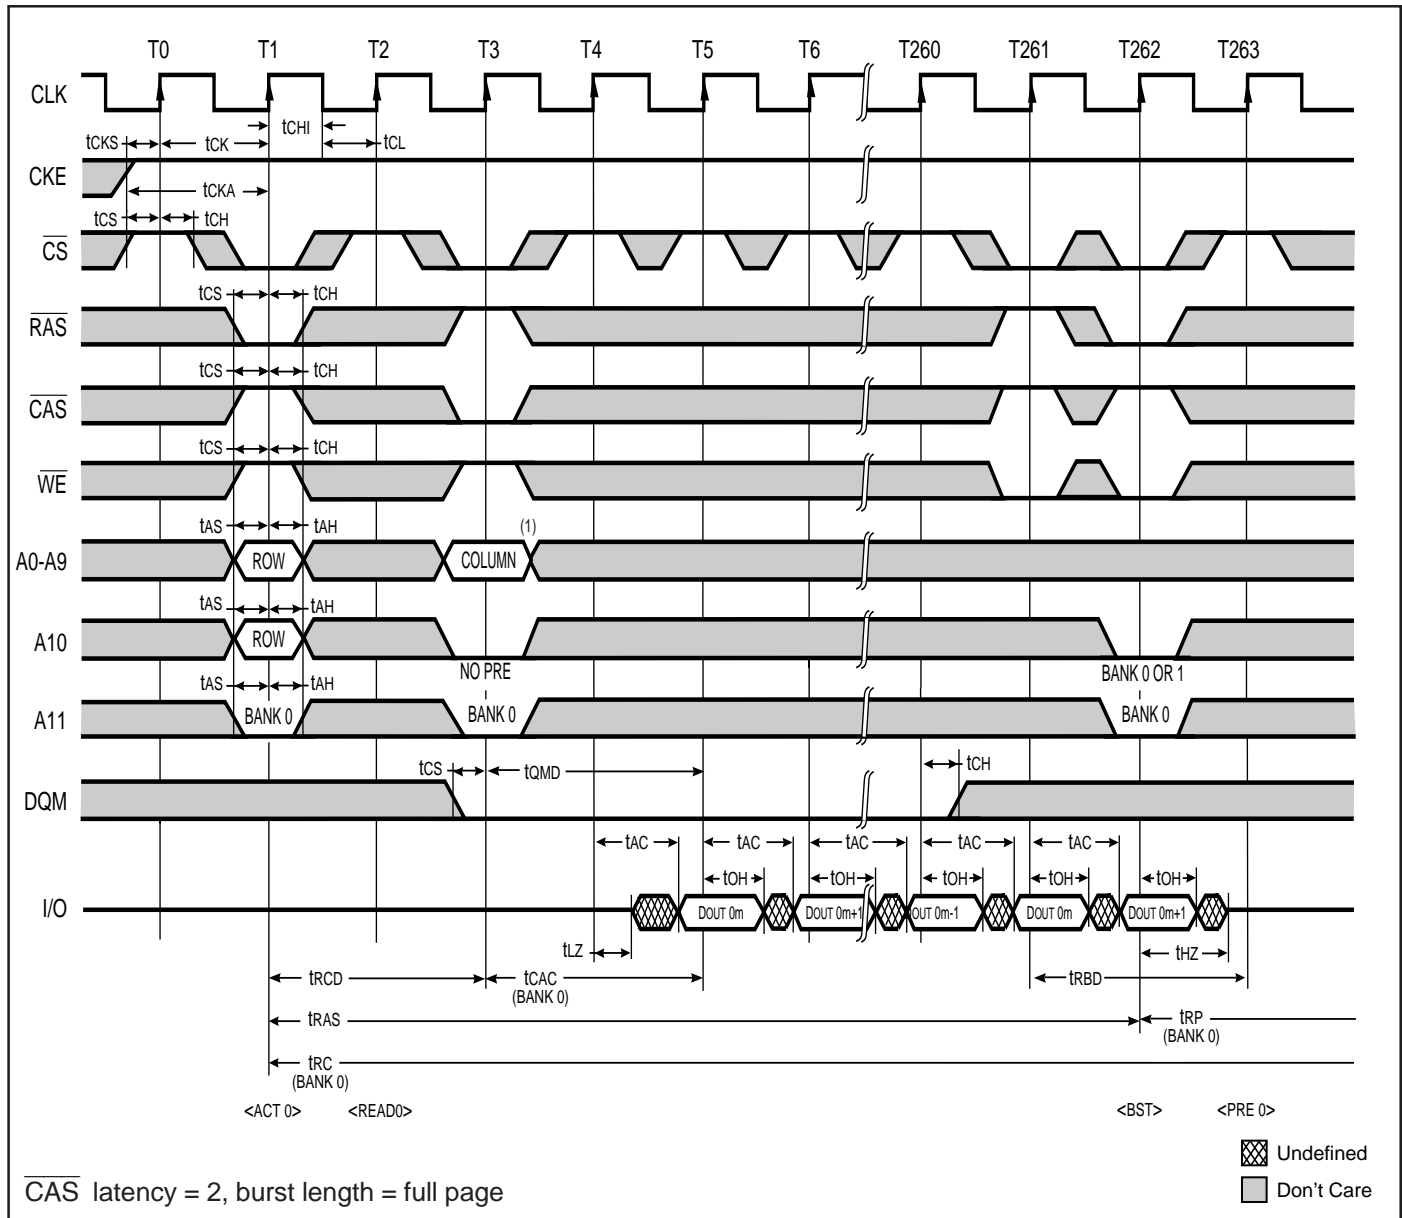 T0 T1 T2 T3 T4 T5 T6 T260 T261 T262 T263
CLK
tCHI
tCKS tCK tCL
CKE
tCKA
tCS tCH
CS
tCS tCH
RAS
tCS tCH
CAS
tCS tCH
WE
tAS tAH (1)
A0-A9 ROW COLUMN
tAS tAH
A10 ROW
NO PRE BANK 0 OR 1
tAS tAH
A11 BANK 0 BANK 0 BANK 0
tCS tQMD tCH
DQM
tAC tAC tAC tAC tAC
tOH tOH tOH tOH tOH
I/O DOUT 0m DOUT 0m+1 OUT 0m-1 DOUT 0m DOUT 0m+1
tLZ tHZ
tRCD tCAC tRBD
(BANK 0)
tRAS tRP
(BANK 0)
tRC
(BANK 0)
<ACT 0> <READ0> <BST> <PRE 0>
Undefined
Don't Care
CAS latency = 2, burst length = full page